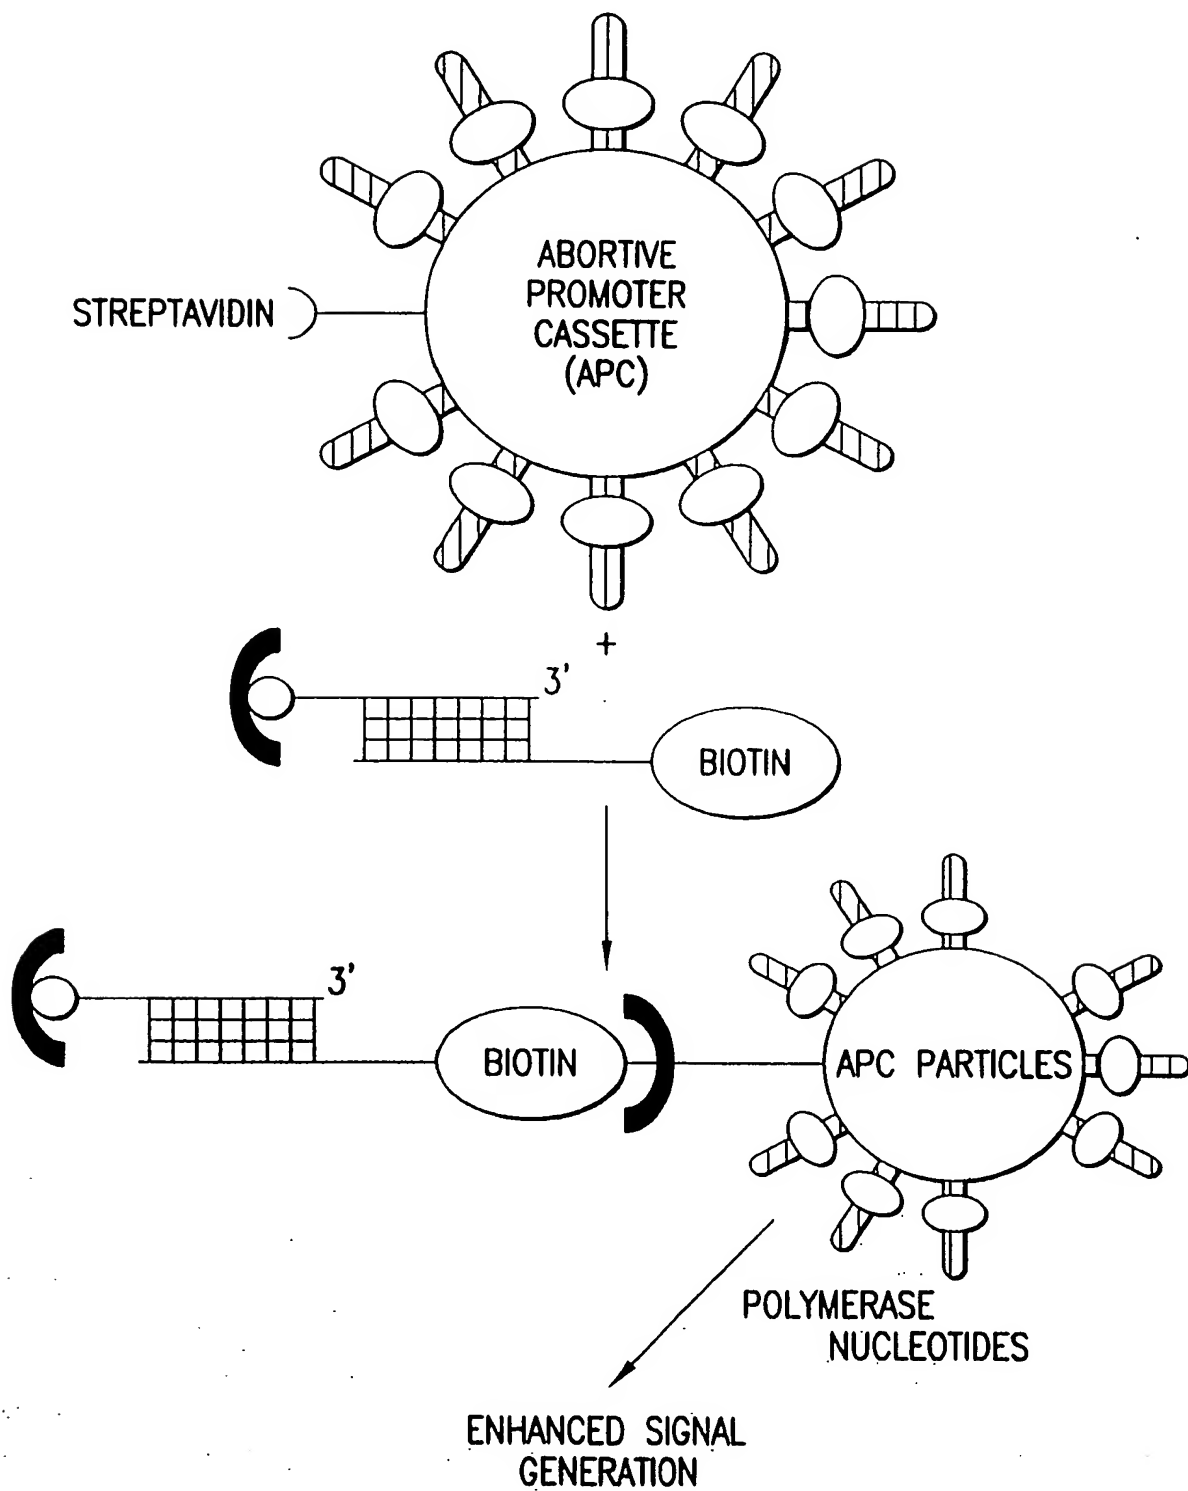 ABORTIVE
PROMOTER
CASSETTE
(APC)
STREPTAVIDIN
+
3'
BIOTIN
3'
BIOTIN
APC PARTICLES
POLYMERASE
NUCLEOTIDES
ENHANCED SIGNAL
GENERATION